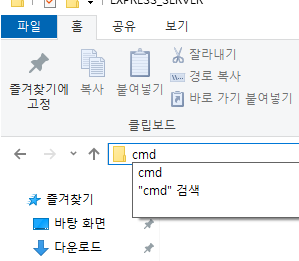 EXPRESS_SERVER
파일 홈 공유 보기
즐겨찾기에
고정
복사
붙여넣기
잘라내기
경로 복사
바로 가기 붙여넣기
클립보드
cmd
cmd
"cmd" 검색
즐겨찾기
바탕 화면
다운로드